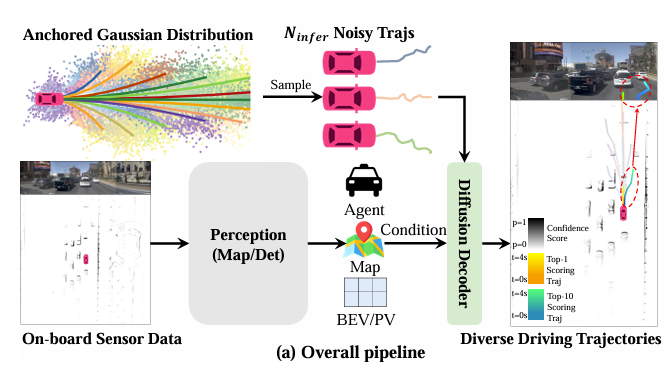 Anchored Gaussian Distribution
N_infer Noisy Trajs
Sample
Perception
(Map/Det)
Agent
Map
BEV/PV
Condition
Diffusion Decoder
p=1
p=0
Confidence
Score
t=4s
t=0s
Top-1
Scoring
Traj
t=4s
t=0s
Top-10
Scoring
Traj
On-board Sensor Data
(a) Overall pipeline
Diverse Driving Trajectories